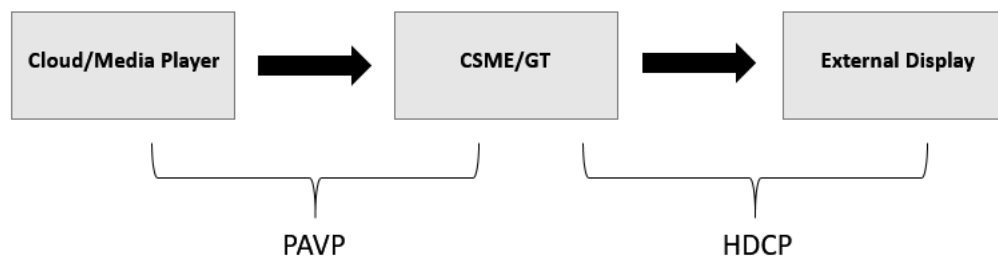 Cloud/Media Player
CSME/GT
External Display
PAVP
HDCP